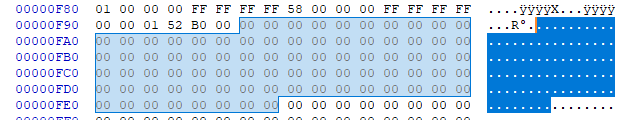 00000F80 01 00 00 00 FF FF FF FF 58 00 00 00 FF FF FF FF ....ÿÿÿÿX...ÿÿÿÿ
00000F90 00 00 01 52 B0 00 00 00 00 00 00 00 00 00 00 00 ...R°...........
00000FA0 00 00 00 00 00 00 00 00 00 00 00 00 00 00 00 00 ................
00000FB0 00 00 00 00 00 00 00 00 00 00 00 00 00 00 00 00 ................
00000FC0 00 00 00 00 00 00 00 00 00 00 00 00 00 00 00 00 ................
00000FD0 00 00 00 00 00 00 00 00 00 00 00 00 00 00 00 00 ................
00000FE0 00 00 00 00 00 00 00 00 00 00 00 00 00 00 00 00 ................